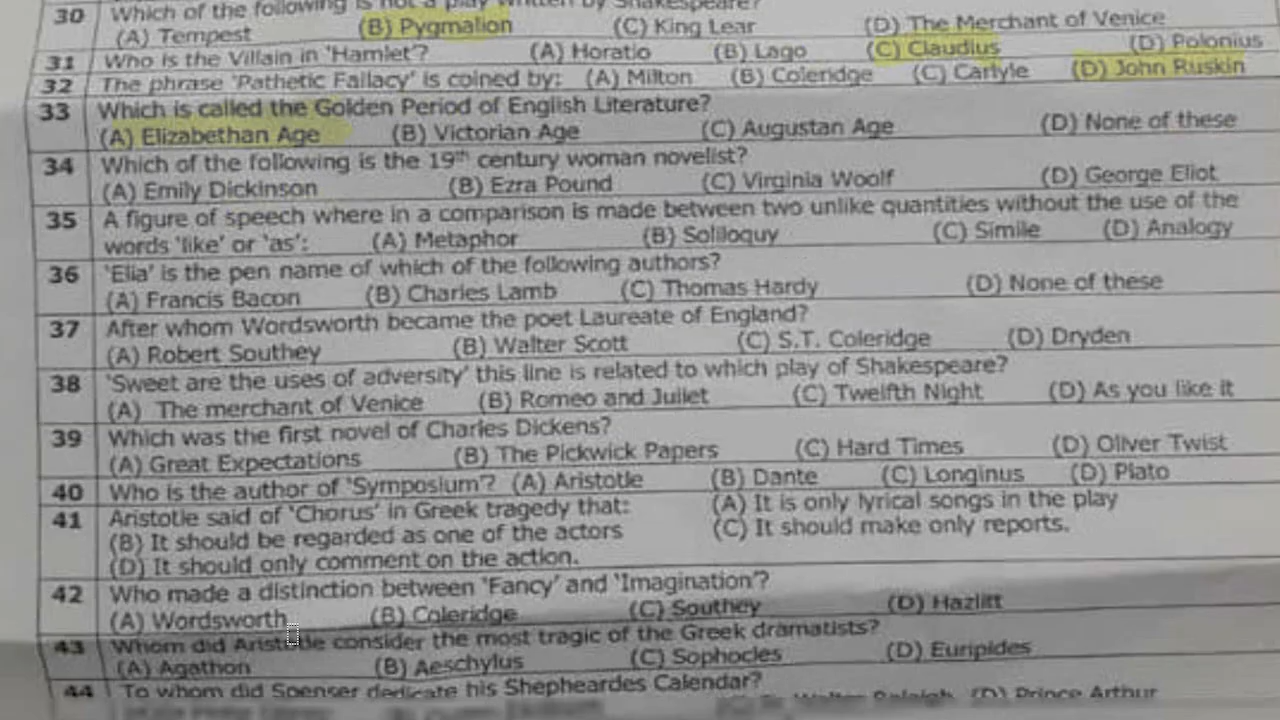 30 Which of the following is not a play written by Shakespeare?
(A) Tempest (B) Pygmalion (C) King Lear (D) The Merchant of Venice
31 Who is the Villain in 'Hamlet'? (A) Horatio (B) Lago (C) Claudius (D) Polonius
32 The phrase 'Pathetic Fallacy' is coined by: (A) Milton (B) Coleridge (C) Carlyle (D) John Ruskin
33 Which is called the Golden Period of English Literature?
(A) Elizabethan Age (B) Victorian Age (C) Augustan Age (D) None of these
34 Which of the following is the 19th century woman novelist?
(A) Emily Dickinson (B) Ezra Pound (C) Virginia Woolf (D) George Eliot
35 A figure of speech where in a comparison is made between two unlike quantities without the use of the
words 'like' or 'as': (A) Metaphor (B) Soliloquy (C) Simile (D) Analogy
36 'Elia' is the pen name of which of the following authors?
(A) Francis Bacon (B) Charles Lamb (C) Thomas Hardy (D) None of these
37 After whom Wordsworth became the poet Laureate of England?
(A) Robert Southey (B) Walter Scott (C) S.T. Coleridge (D) Dryden
38 'Sweet are the uses of adversity' this line is related to which play of Shakespeare?
(A) The merchant of Venice (B) Romeo and Juliet (C) Twelfth Night (D) As you like it
39 Which was the first novel of Charles Dickens?
(A) Great Expectations (B) The Pickwick Papers (C) Hard Times (D) Oliver Twist
40 Who is the author of 'Symposium'? (A) Aristotle (B) Dante (C) Longinus (D) Plato
41 Aristotle said of 'Chorus' in Greek tragedy that: (A) It is only lyrical songs in the play
(B) It should be regarded as one of the actors (C) It should make only reports.
(D) It should only comment on the action.
42 Who made a distinction between 'Fancy' and 'Imagination'?
(A) Wordsworth (B) Coleridge (C) Southey (D) Hazlitt
43 Whom did Aristotle consider the most tragic of the Greek dramatists?
(A) Agathon (B) Aeschylus (C) Sophocles (D) Euripides
44 To whom did Spenser dedicate his Shepheardes Calendar?
Walter Raleigh (D) Prince Arthur